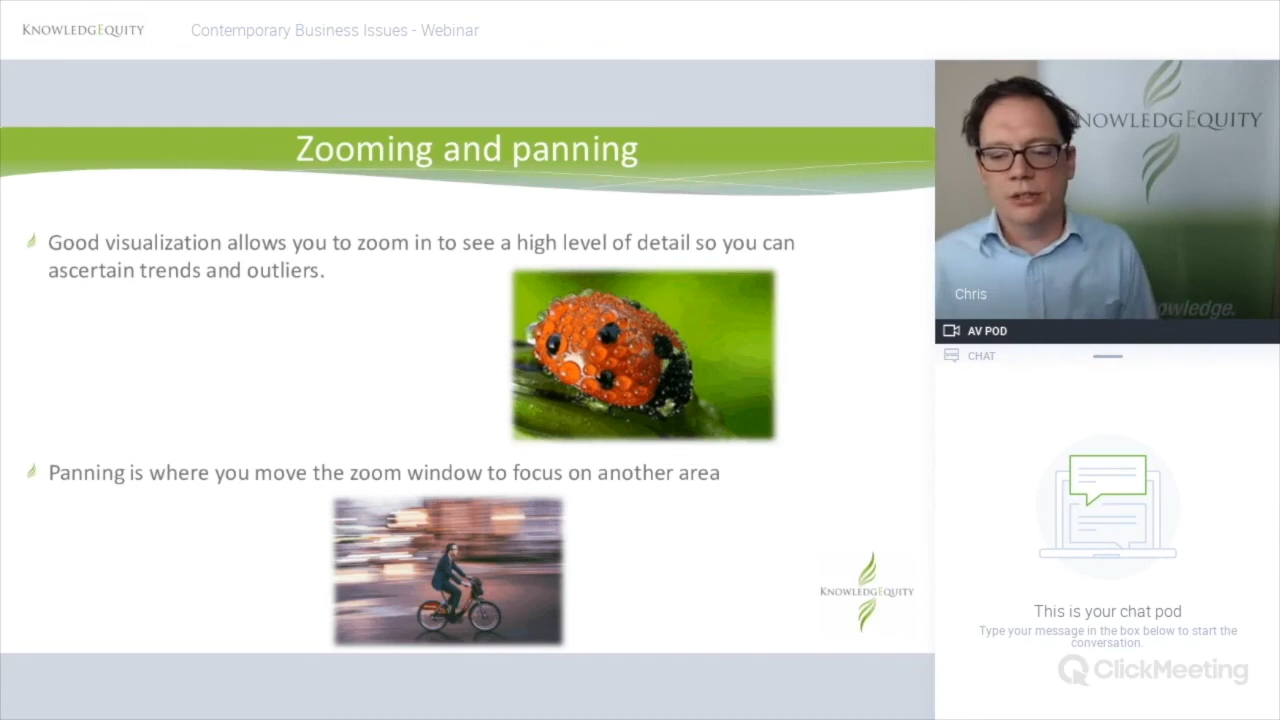 KNOWLEDGEQUITY
Contemporary Business Issues - Webinar
Zooming and panning
Good visualization allows you to zoom in to see a high level of detail so you can
ascertain trends and outliers.
Panning is where you move the zoom window to focus on another area
KNOWLEDGEQUITY
KNOWLEDGEQUITY
Chris
AV POD
CHAT
This is your chat pod
Type your message in the box below to start the
conversation.
ClickMeeting